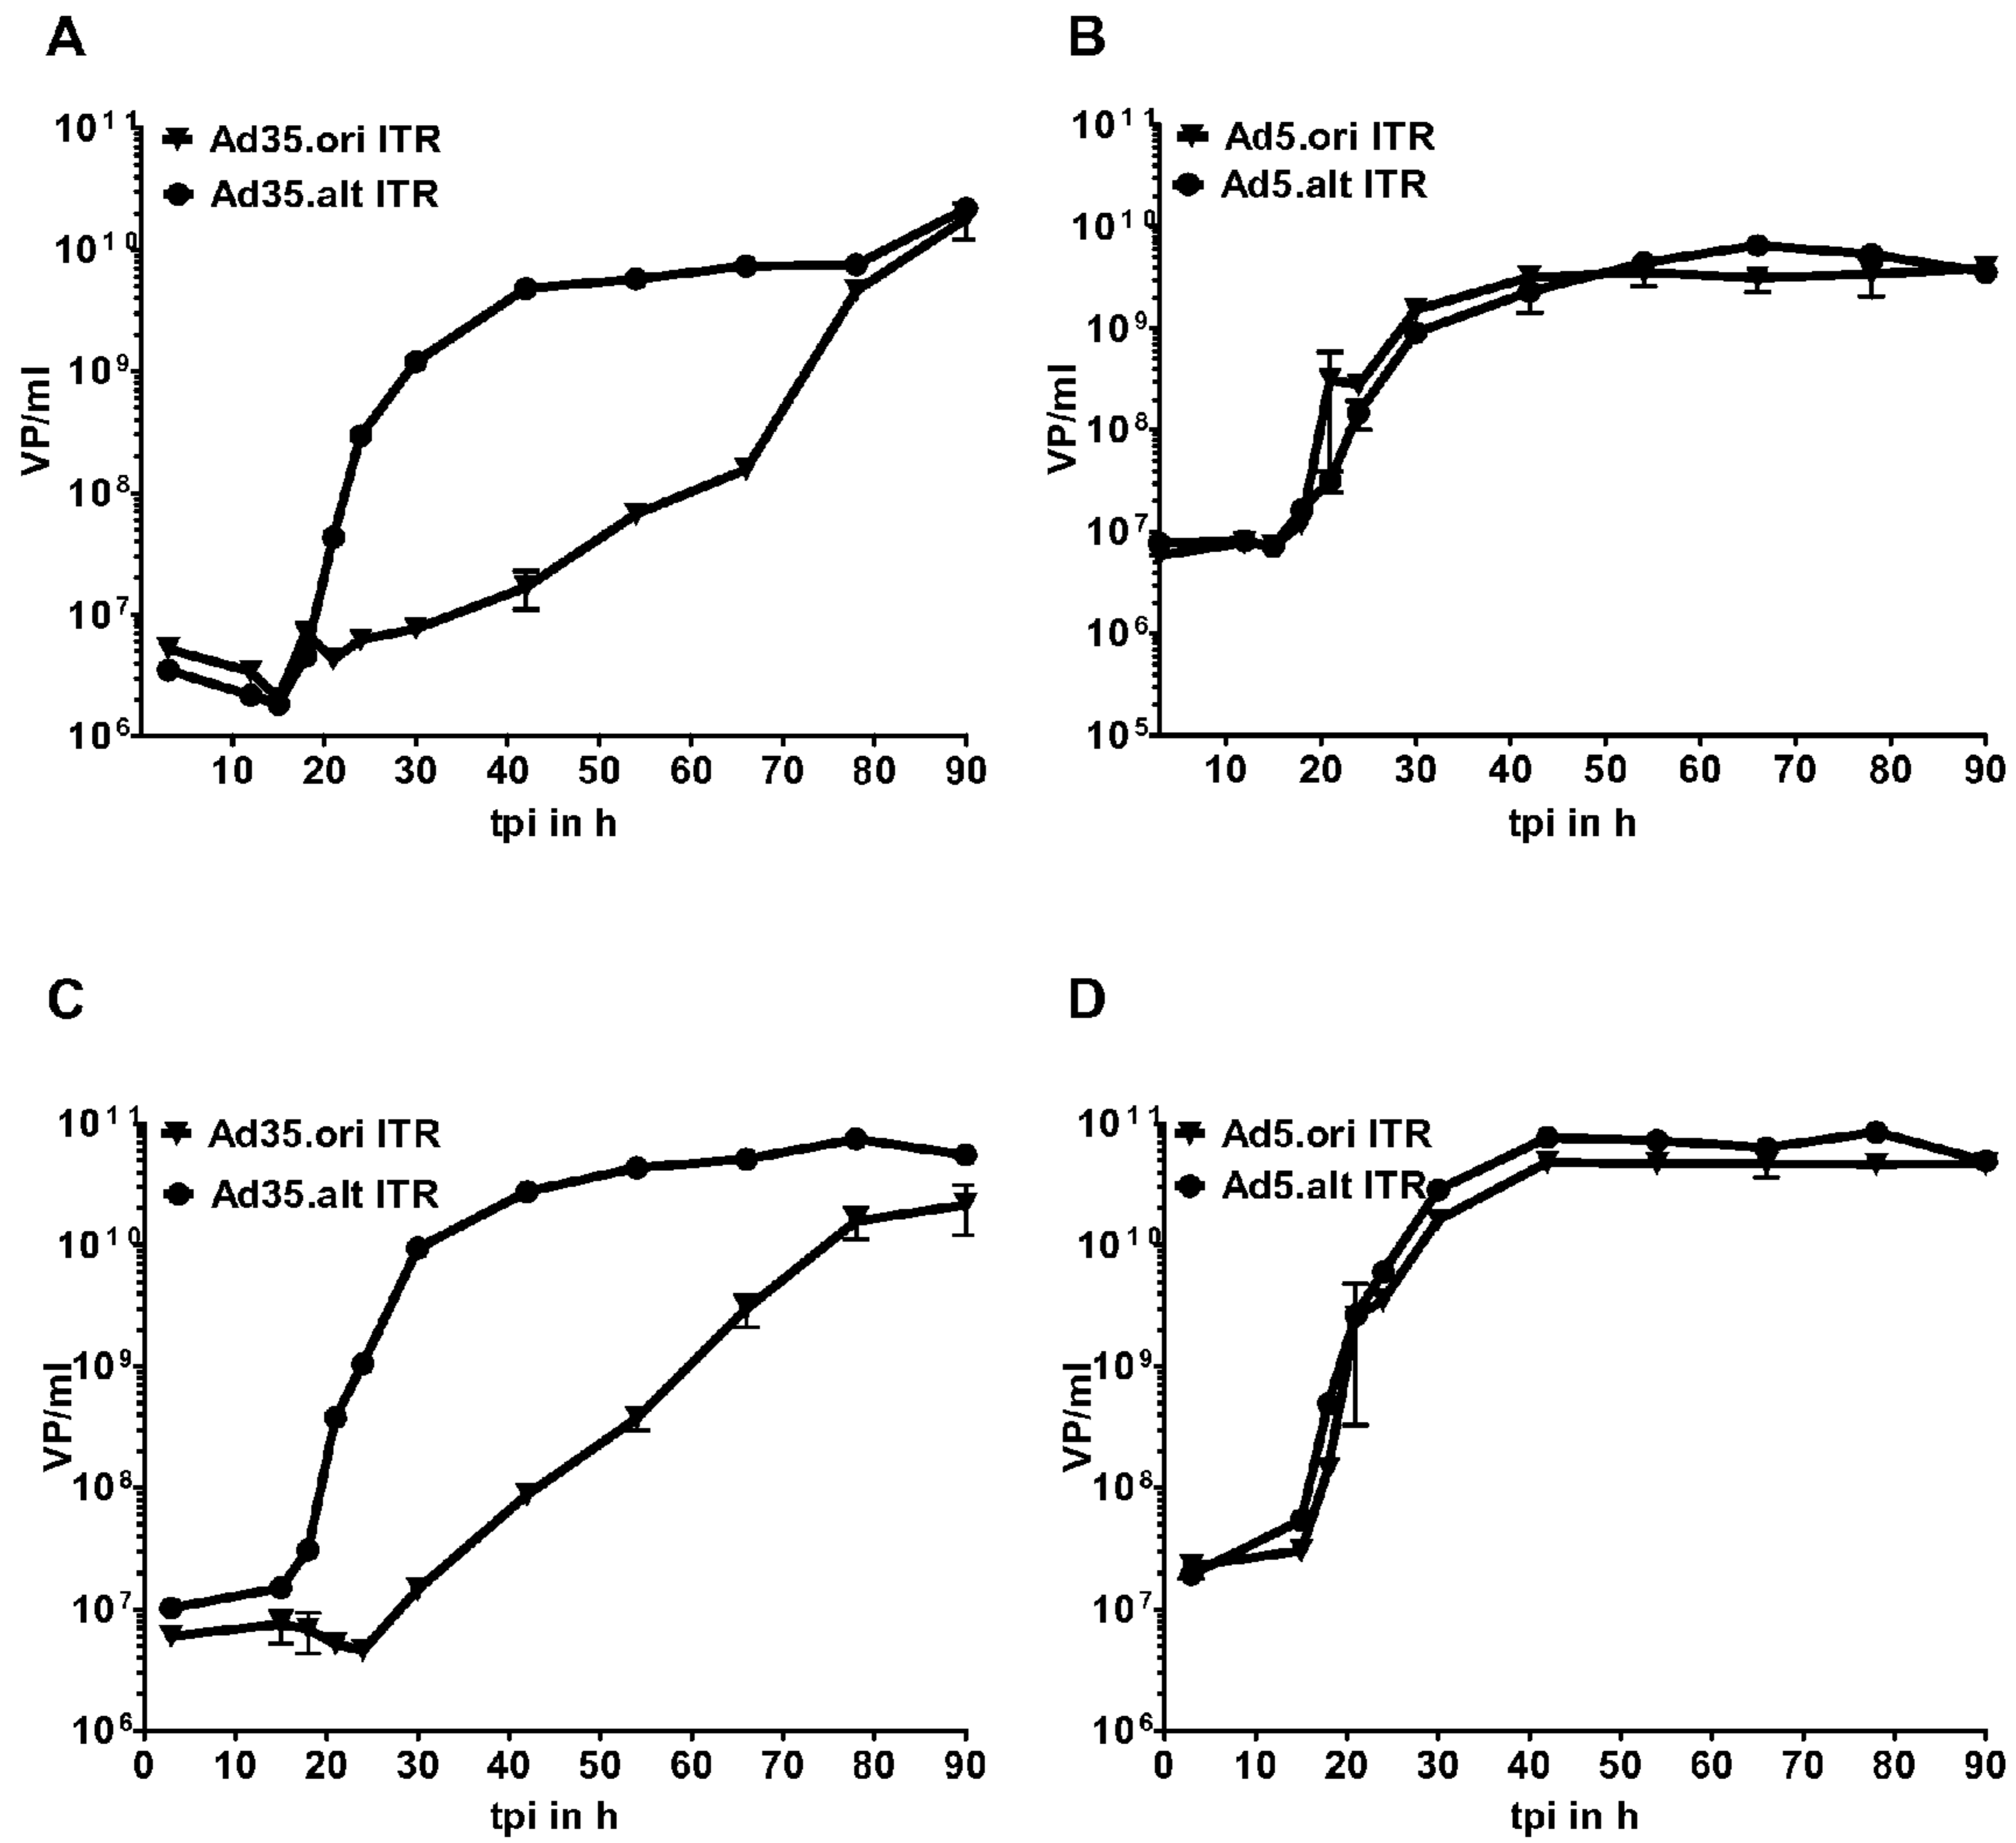 A
10¹¹
Ad35.ori ITR
Ad35.alt ITR
10¹⁰
10⁹
10⁸
10⁷
10⁶
VP/ml
10 20 30 40 50 60 70 80 90
tpi in h
B
10¹¹
Ad5.ori ITR
Ad5.alt ITR
10¹⁰
10⁹
10⁸
10⁷
10⁶
10⁵
VP/ml
10 20 30 40 50 60 70 80 90
tpi in h
C
10¹¹
Ad35.ori ITR
Ad35.alt ITR
10¹⁰
10⁹
10⁸
10⁷
10⁶
VP/ml
0 10 20 30 40 50 60 70 80 90
tpi in h
D
10¹¹
Ad5.ori ITR
Ad5.alt ITR
10¹⁰
10⁹
10⁸
10⁷
10⁶
VP/ml
0 10 20 30 40 50 60 70 80 90
tpi in h